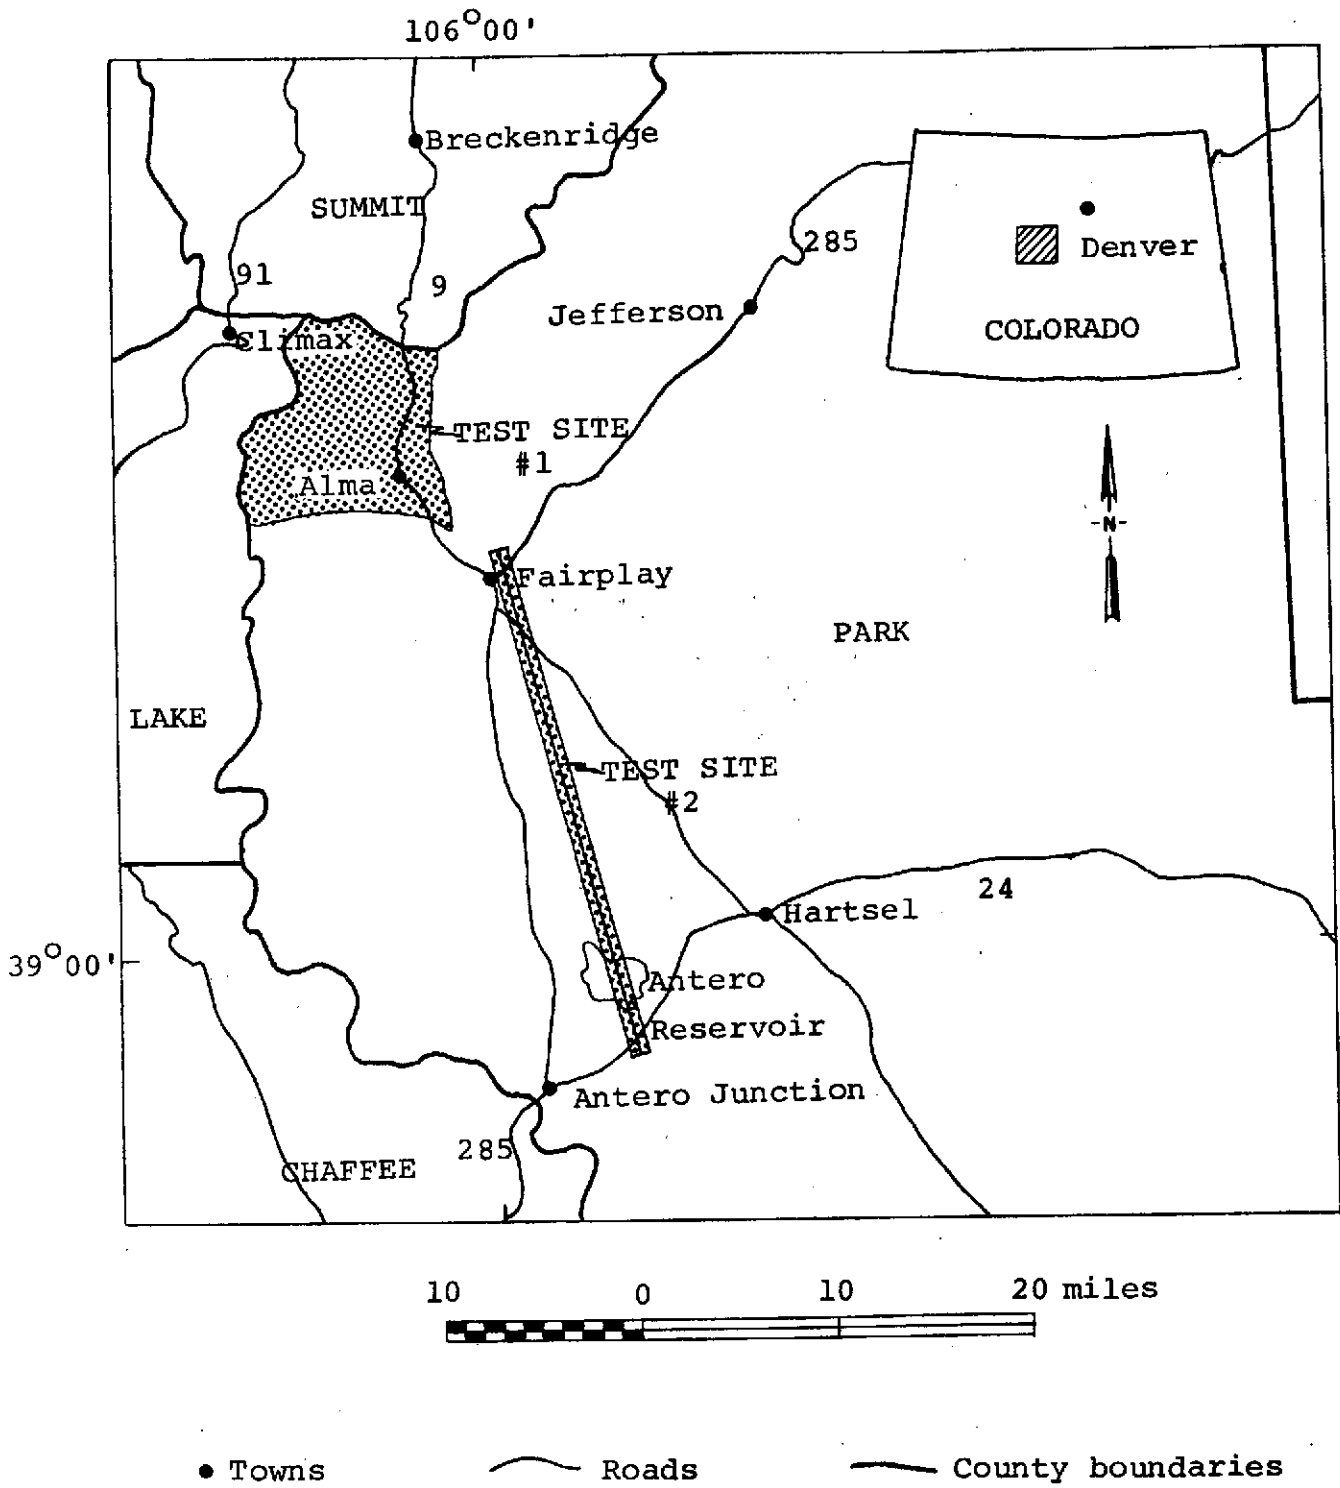 106°00'
Breckenridge
SUMMIT
285
Denver
91
9
Jefferson
COLORADO
Climax
TEST SITE
#1
Alma
-N-
Fairplay
PARK
LAKE
TEST SITE
#2
24
Hartsel
39°00'
Antero
Reservoir
Antero Junction
285
CHAFFEE
10 0 10 20 miles
Towns Roads County boundaries